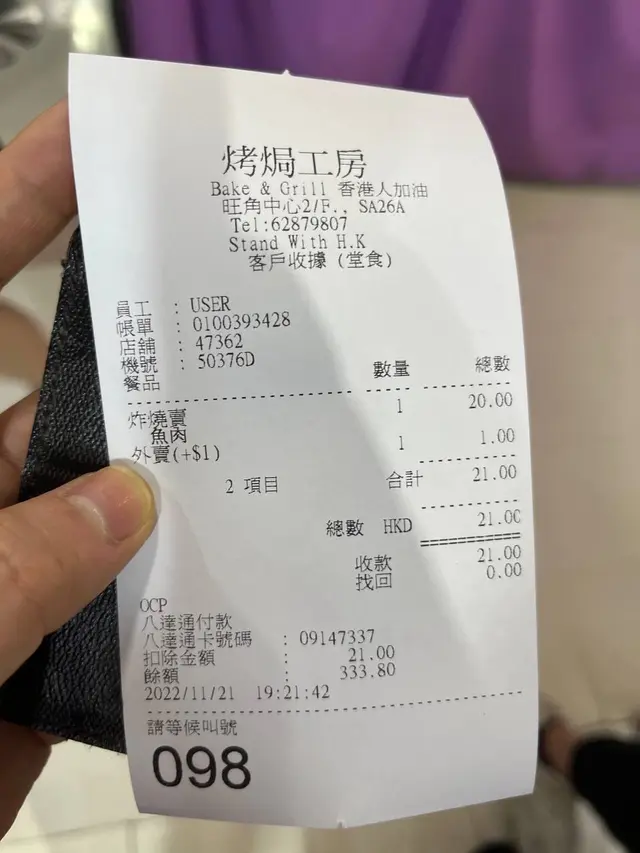 烤焗工房
Bake & Grill 香港人加油
旺角中心2/F., SA26A
Tel:62879807
Stand With H.K
客戶收據 (堂食)
員工 : USER
帳單 : 0100393428
店舖 : 47362
機號 : 50376D
餐品 數量 總數
炸燒賣 1 20.00
魚肉
外賣(+$1) 1 1.00
2 項目 合計 21.00
總數 HKD 21.00
收款 21.00
找回 0.00
OCP
八達通付款
八達通卡號碼 : 09147337
扣除金額 : 21.00
餘額 : 333.80
2022/11/21 19:21:42
請等候叫號
098